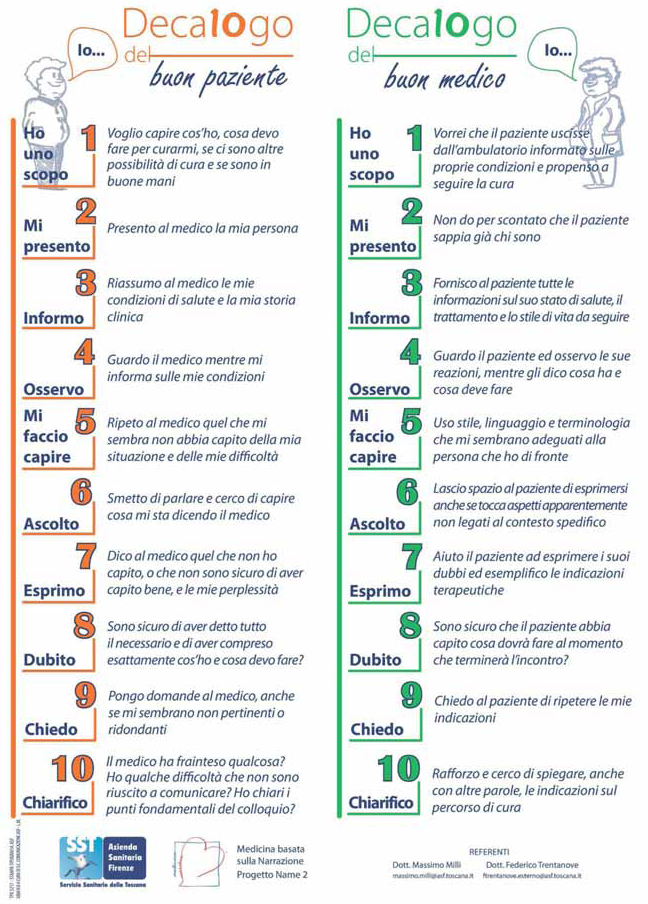 Io...
Decalogo
del
buon paziente
Ho
uno
scopo
1
Voglio capire cos'ho, cosa devo
fare per curarmi, se ci sono altre
possibilità di cura e se sono in
buone mani
2
Mi
presento
Presento al medico la mia persona
3
Informo
Riassumo al medico le mie
condizioni di salute e la mia storia
clinica
4
Osservo
Guardo il medico mentre mi
informa sulle mie condizioni
Mi
faccio
capire
5
Ripeto al medico quel che mi
sembra non abbia capito della mia
situazione e delle mie difficoltà
6
Ascolto
Smetto di parlare e cerco di capire
cosa mi sta dicendo il medico
7
Esprimo
Dico al medico quel che non ho
capito, o che non sono sicuro di aver
capito bene, e le mie perplessità
8
Dubito
Sono sicuro di aver detto tutto
il necessario e di aver compreso
esattamente cos'ho e cosa devo fare?
9
Chiedo
Pongo domande al medico, anche
se mi sembrano non pertinenti o
ridondanti
10
Chiarifico
Il medico ha frainteso qualcosa?
Ho qualche difficoltà che non sono
riuscito a comunicare? Ho chiari i
punti fondamentali del colloquio?
Decalogo
del
buon medico
Io...
Ho
uno
scopo
1
Vorrei che il paziente uscisse
dall'ambulatorio informato sulle
proprie condizioni e propenso a
seguire la cura
2
Mi
presento
Non do per scontato che il paziente
sappia già chi sono
3
Informo
Fornisco al paziente tutte le
informazioni sul suo stato di salute, il
trattamento e lo stile di vita da seguire
4
Osservo
Guardo il paziente ed osservo le sue
reazioni, mentre gli dico cosa ha e
cosa deve fare
Mi
faccio
capire
5
Uso stile, linguaggio e terminologia
che mi sembrano adeguati alla
persona che ho di fronte
6
Ascolto
Lascio spazio al paziente di esprimersi
anche se tocca aspetti apparentemente
non legati al contesto spedifico
7
Esprimo
Aiuto il paziente ad esprimere i suoi
dubbi ed esemplifico le indicazioni
terapeutiche
8
Dubito
Sono sicuro che il paziente abbia
capito cosa dovrà fare al momento
che terminerà l'incontro?
9
Chiedo
Chiedo al paziente di ripetere le mie
indicazioni
10
Chiarifico
Rafforzo e cerco di spiegare, anche
con altre parole, le indicazioni sul
percorso di cura
SST
Azienda
Sanitaria
Firenze
Servizio Sanitario della Toscana
Medicina basata
sulla Narrazione
Progetto Name 2
REFERENTI
Dott. Massimo Milli Dott. Federico Trentanove
massimo.milli@asf.toscana.it ftrentanove.esterno@asf.toscana.it